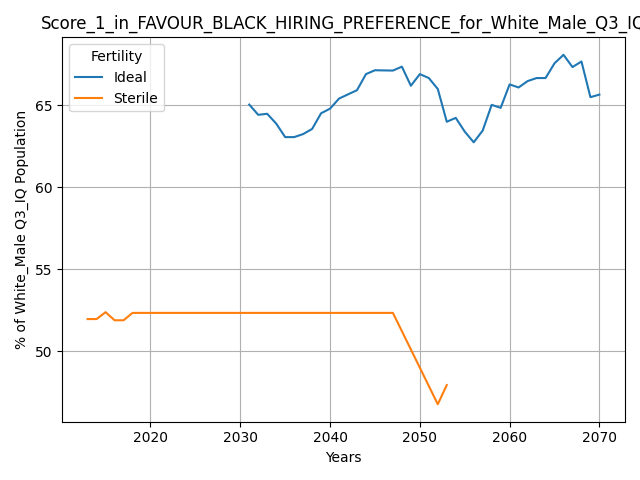 Score_1_in_FAVOUR_BLACK_HIRING_PREFERENCE_for_White_Male_Q3_IQ
Fertility
Ideal
Sterile
65
60
55
50
% of White_Male Q3_IQ Population
2020 2030 2040 2050 2060 2070
Years